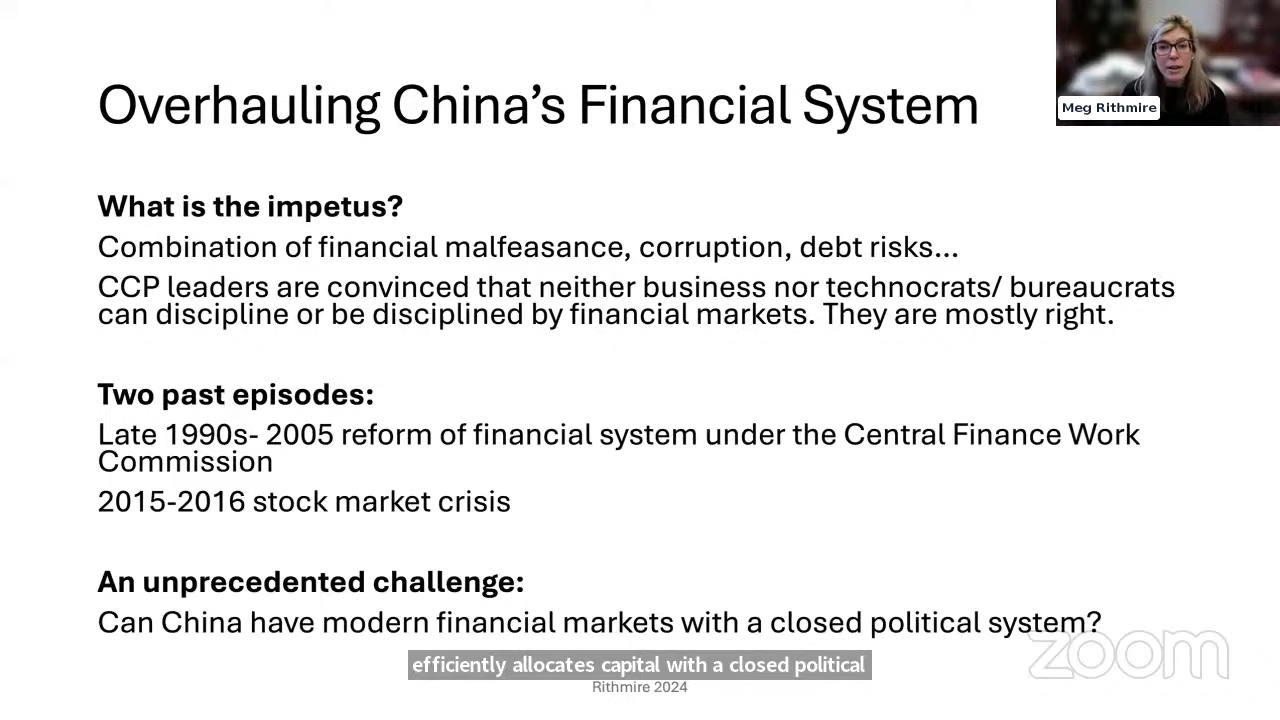 Overhauling China's Financial System
Meg Rithmire
What is the impetus?
Combination of financial malfeasance, corruption, debt risks...
CCP leaders are convinced that neither business nor technocrats/ bureaucrats
can discipline or be disciplined by financial markets. They are mostly right.
Two past episodes:
Late 1990s- 2005 reform of financial system under the Central Finance Work
Commission
2015-2016 stock market crisis
An unprecedented challenge:
Can China have modern financial markets with a closed political system?
efficiently allocates capital with a closed political
zoom
Rithmire 2024